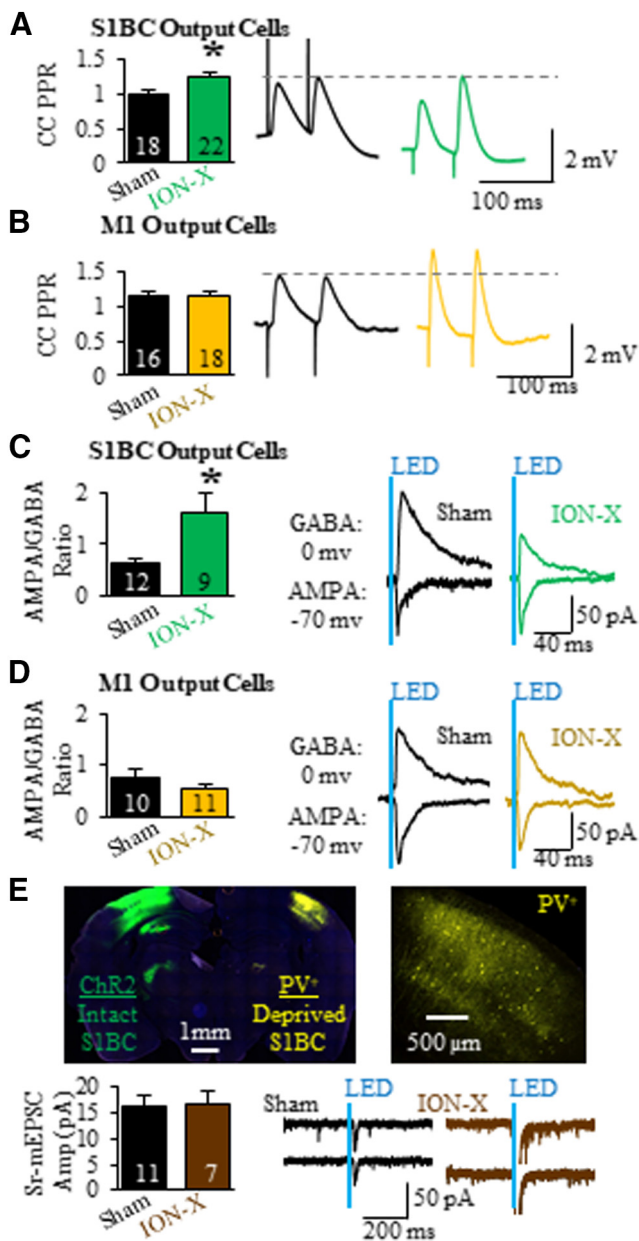 A
S1BC Output Cells
*
CC PPR
1.5
1
0.5
0
18
22
Sham
ION-X
2 mV
100 ms
B
M1 Output Cells
CC PPR
1.5
1
0.5
0
16
18
Sham
ION-X
2 mV
100 ms
C
S1BC Output Cells
*
AMPA/GABA
Ratio
2
1
0
12
9
Sham
ION-X
GABA:
0 mv
AMPA:
-70 mv
LED
Sham
LED
ION-X
50 pA
40 ms
D
M1 Output Cells
AMPA/GABA
Ratio
2
1
0
10
11
Sham
ION-X
GABA:
0 mv
AMPA:
-70 mv
LED
Sham
LED
ION-X
50 pA
40 ms
E
ChR2
Intact
S1BC
1mm
PV+
Deprived
S1BC
PV+
500 µm
Sr-mEPSC
Amp (pA)
20
15
10
5
0
11
7
Sham
ION-X
Sham
LED
ION-X
LED
50 pA
200 ms